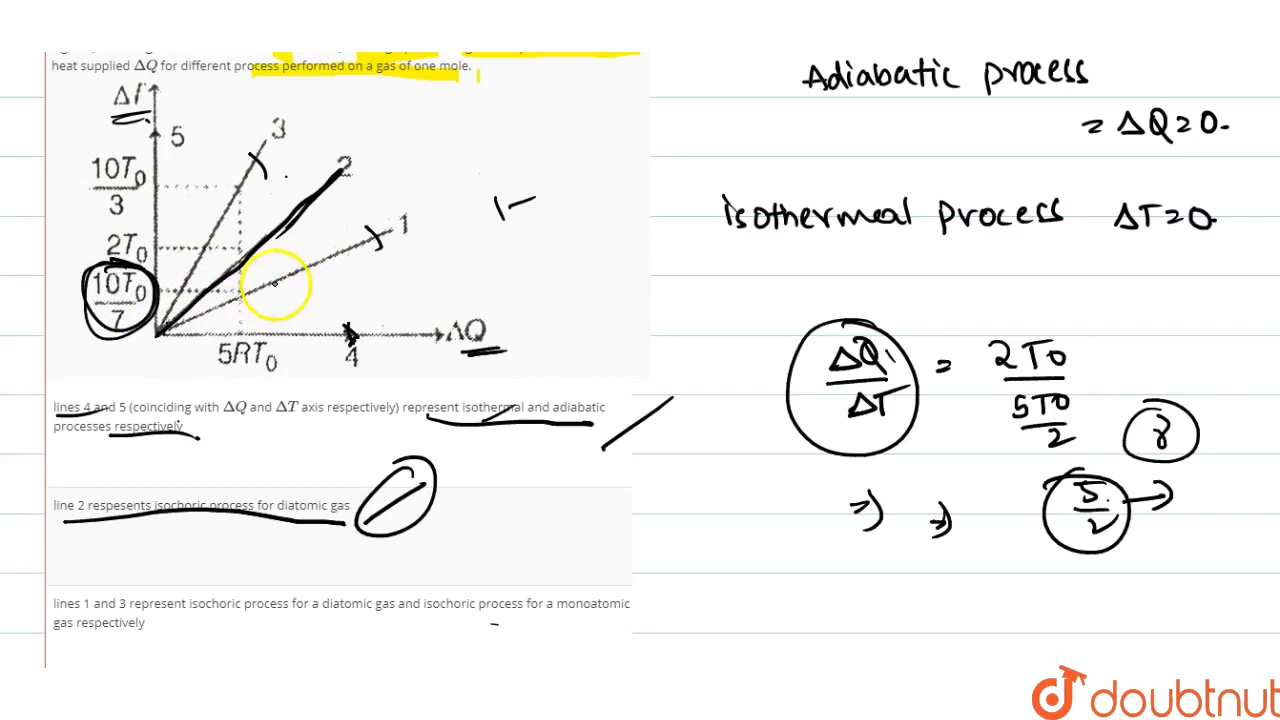 heat supplied ΔQ for different process performed on a gas of one mole.
Adiabatic process
= ΔQ=0.
isothermeal process ΔT=0.
5
3
10T₀
3
2
1
2T₀
10T₀
7
5RT₀
4
ΔQ
ΔQ
ΔT
=
2T₀
5T₀
2
5
2
lines 4 and 5 (coinciding with ΔQ and ΔT axis respectively) represent isothermal and adiabatic
processes respectively
line 2 respesents isochoric process for diatomic gas
lines 1 and 3 represent isochoric process for a diatomic gas and isochoric process for a monoatomic
gas respectively
doubtnut